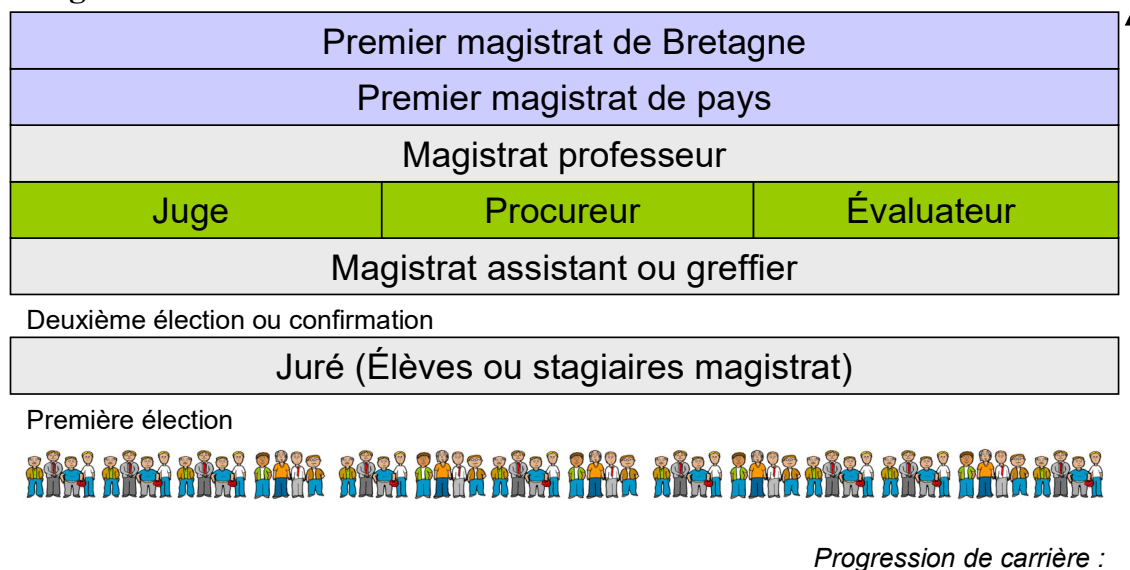 Premier magistrat de Bretagne
Premier magistrat de pays
Magistrat professeur
Juge Procureur Évaluateur
Magistrat assistant ou greffier
Deuxième élection ou confirmation
Juré (Élèves ou stagiaires magistrat)
Première élection
Progression de carrière :